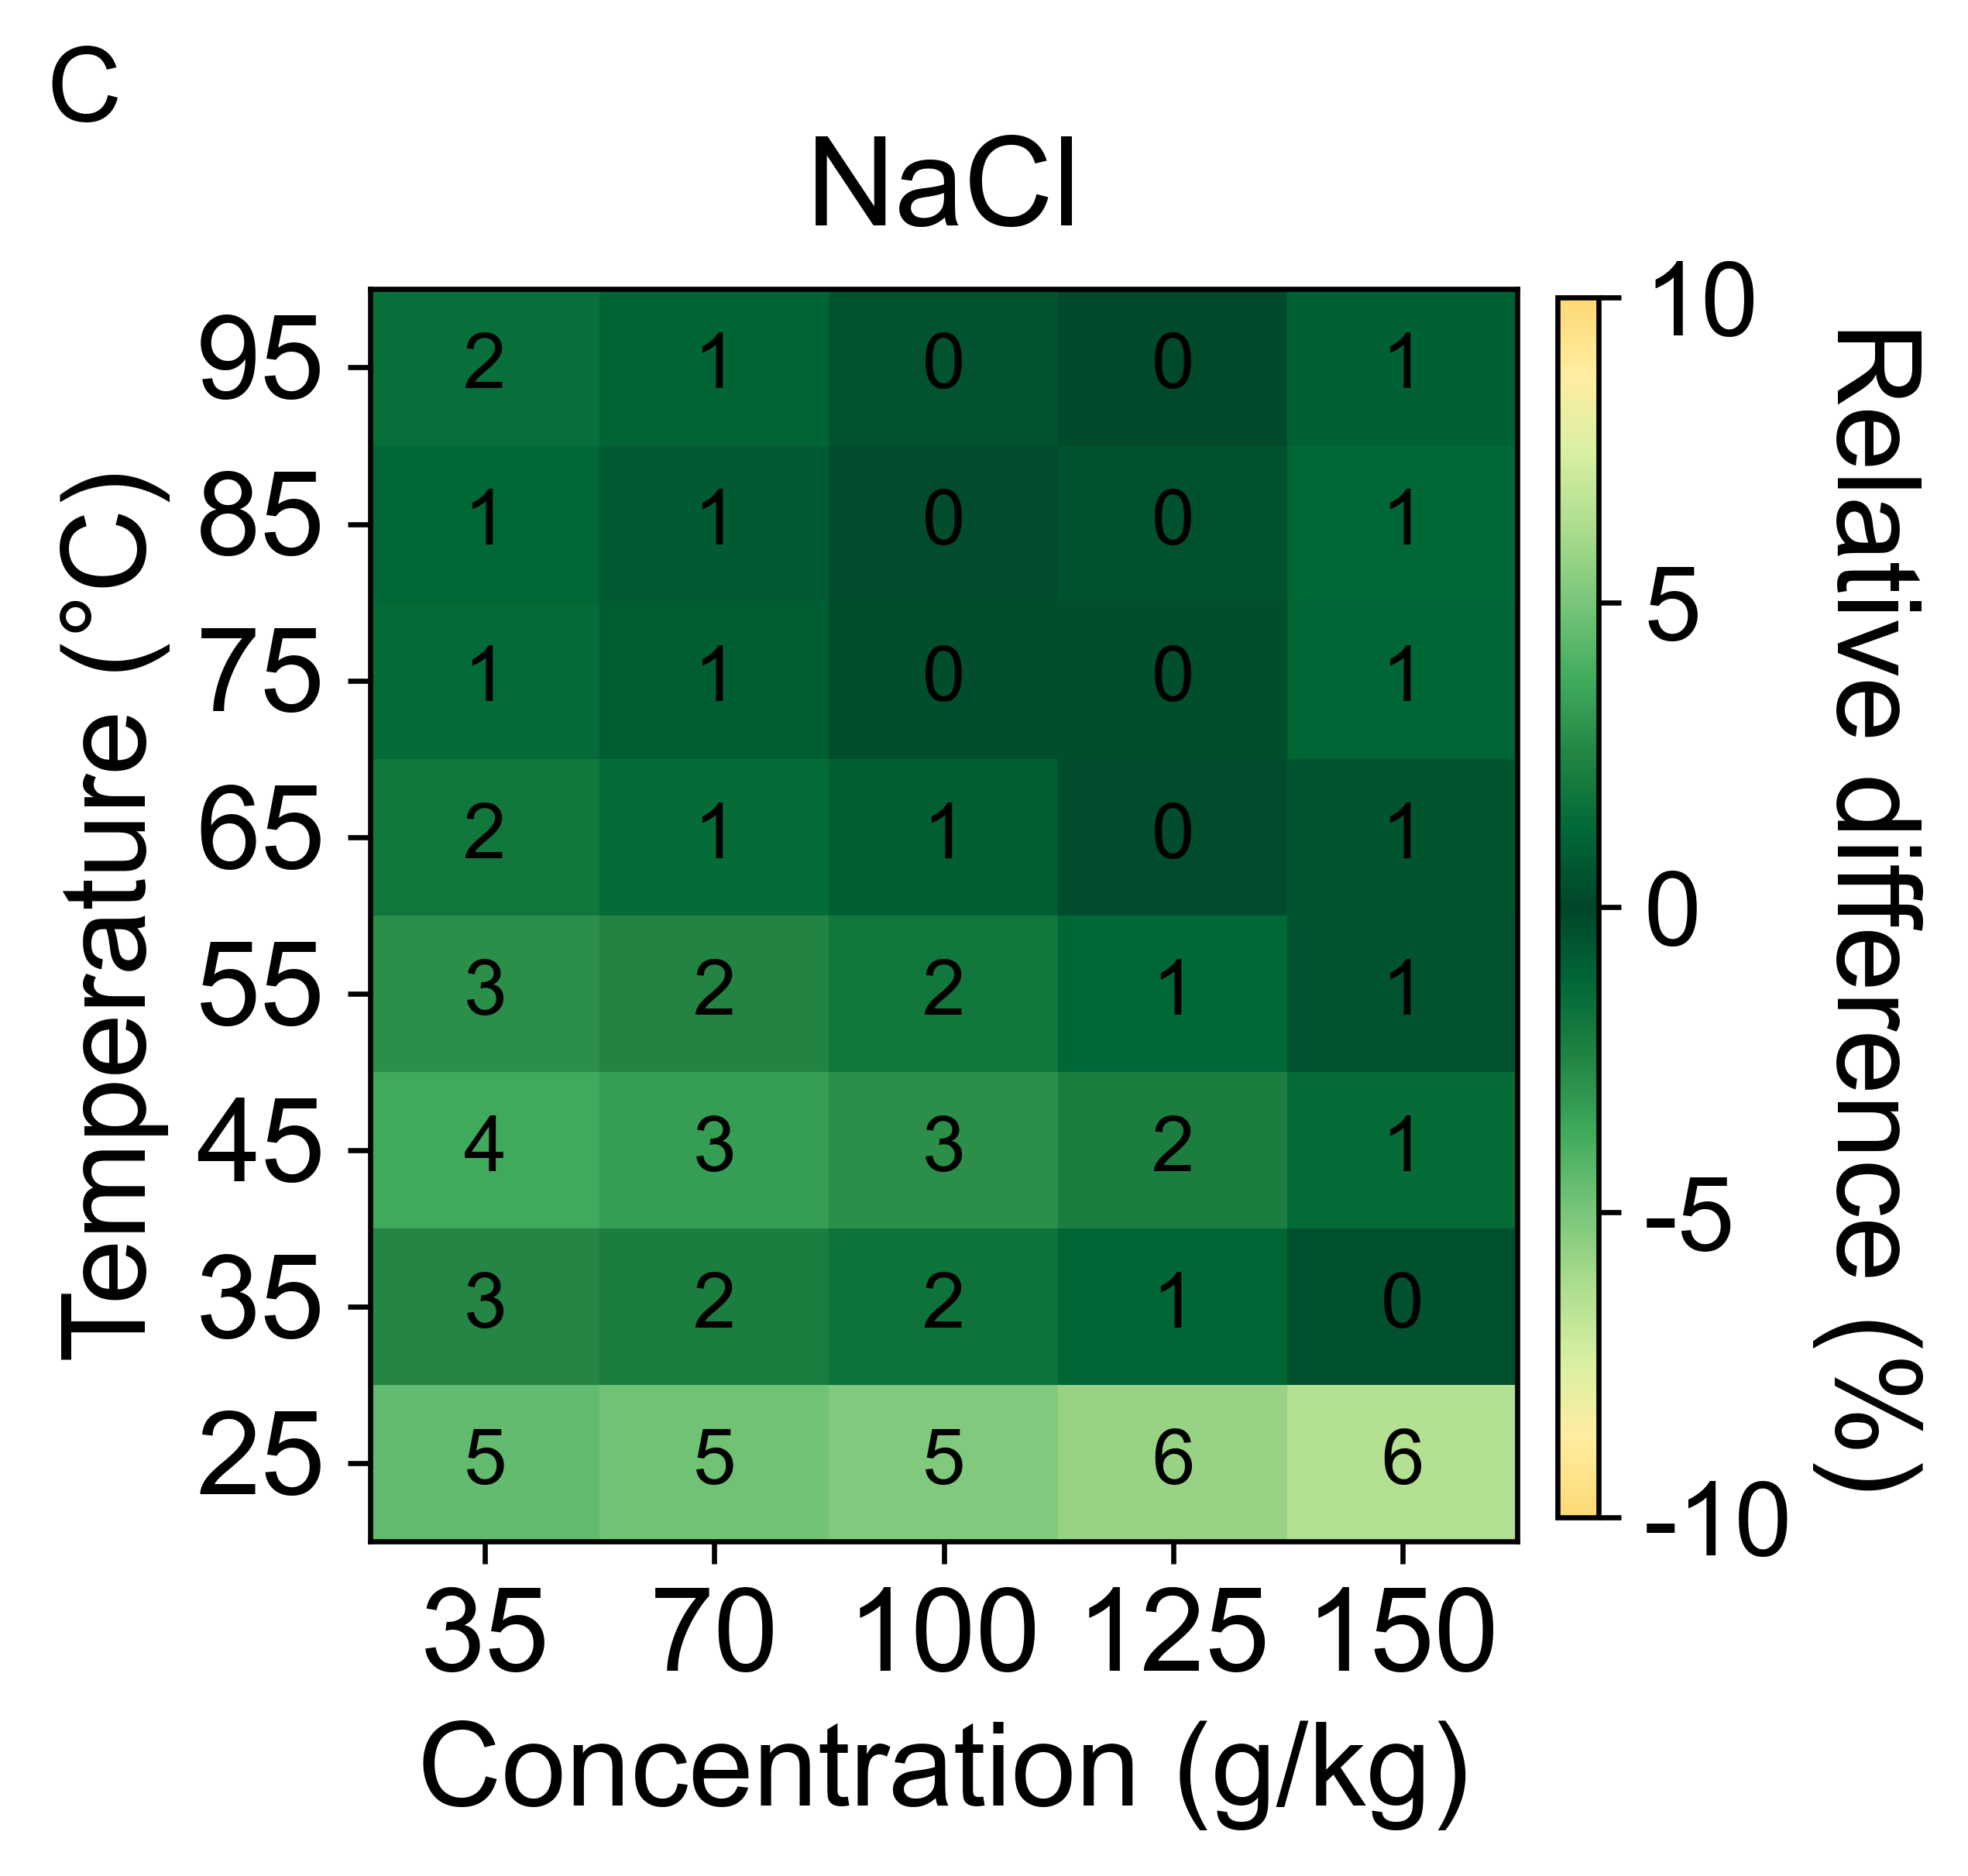 C
NaCl
95 2 1 0 0 1
85 1 1 0 0 1
75 1 1 0 0 1
65 2 1 1 0 1
55 3 2 2 1 1
45 4 3 3 2 1
35 3 2 2 1 0
25 5 5 5 6 6
35 70 100 125 150
Concentration (g/kg)
Temperature (°C)
10
5
0
-5
-10
Relative difference (%)